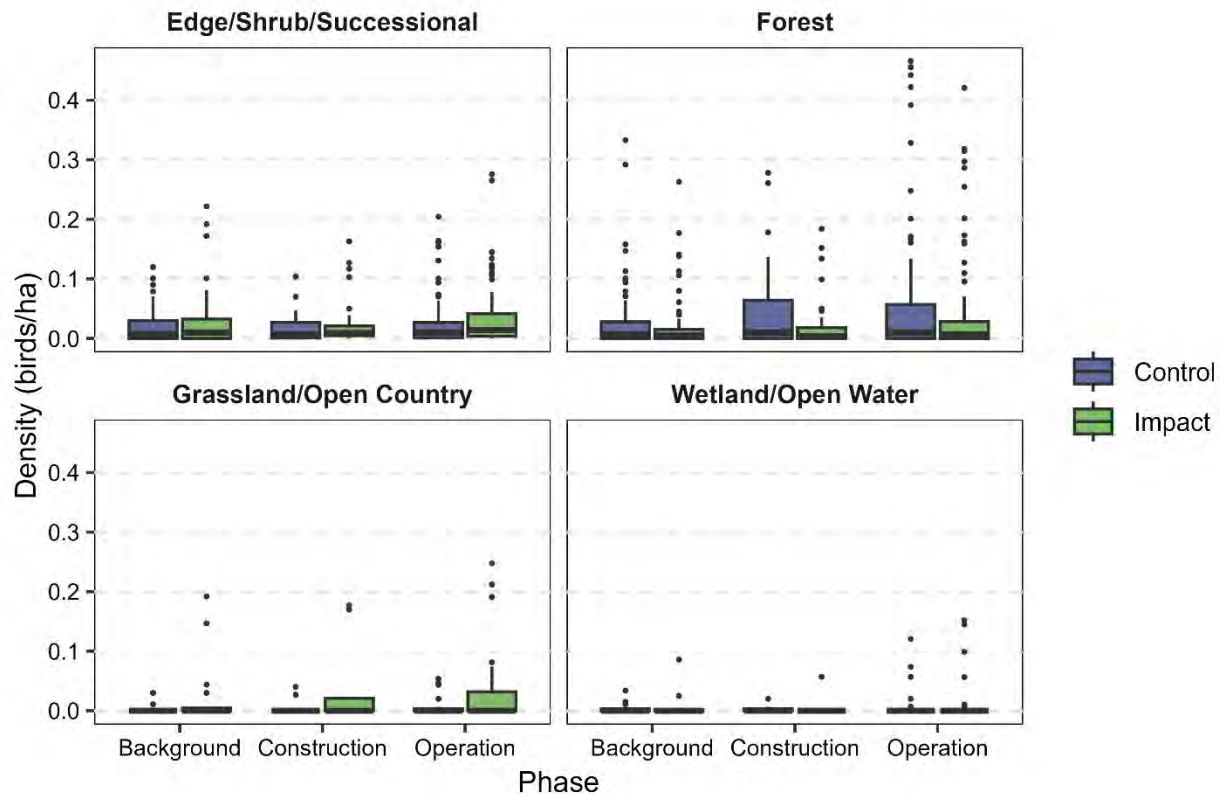 Edge/Shrub/Successional
Forest
0.4
0.3
0.2
0.1
0.0
Density (birds/ha)
Control
Impact
Grassland/Open Country
Wetland/Open Water
0.4
0.3
0.2
0.1
0.0
Background Construction Operation
Background Construction Operation
Phase